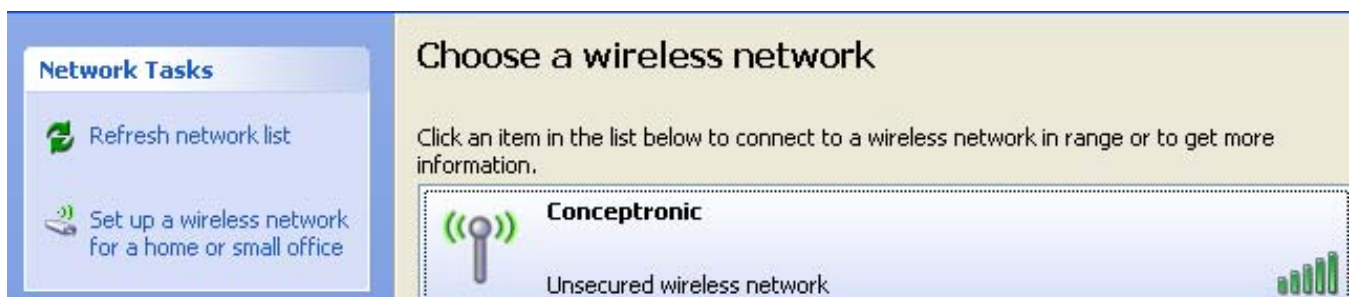 Network Tasks
Refresh network list
Set up a wireless network
for a home or small office
Choose a wireless network
Click an item in the list below to connect to a wireless network in range or to get more
information.
Conceptronic
Unsecured wireless network